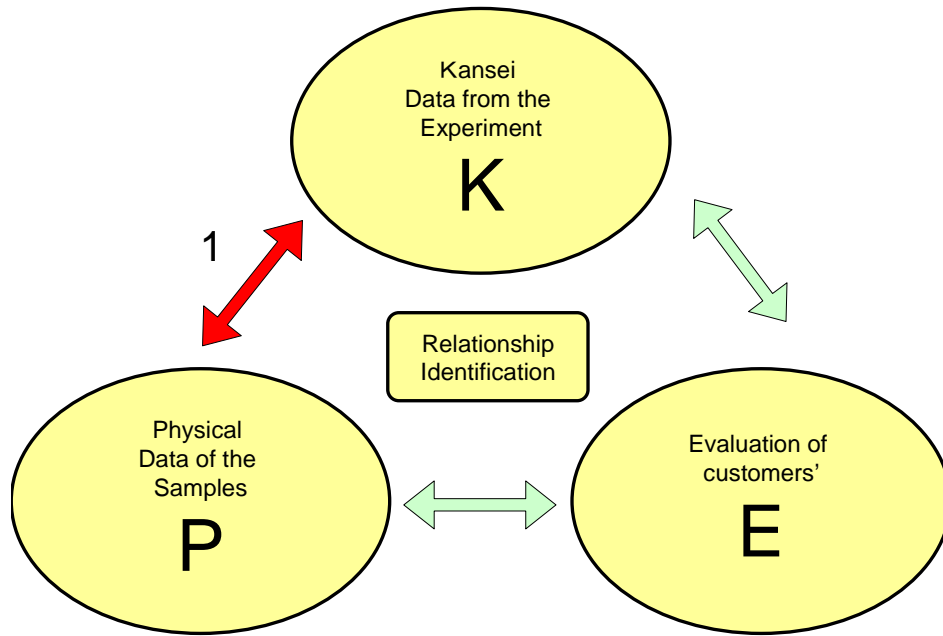 Kansei
Data from the
Experiment
K
1
Relationship
Identification
Physical
Data of the
Samples
P
Evaluation of
customers’
E